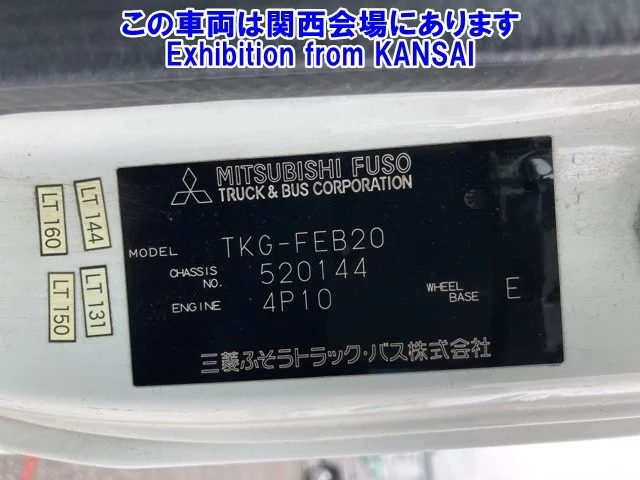 この車両は関西会場にあります
Exhibition from KANSAI
MITSUBISHI FUSO
TRUCK & BUS CORPORATION
MODEL TKG-FEB20
CHASSIS NO. 520144
ENGINE 4P10 WHEEL BASE E
三菱ふそうトラック・バス株式会社
LT 160
LT 144
LT 150
LT 131